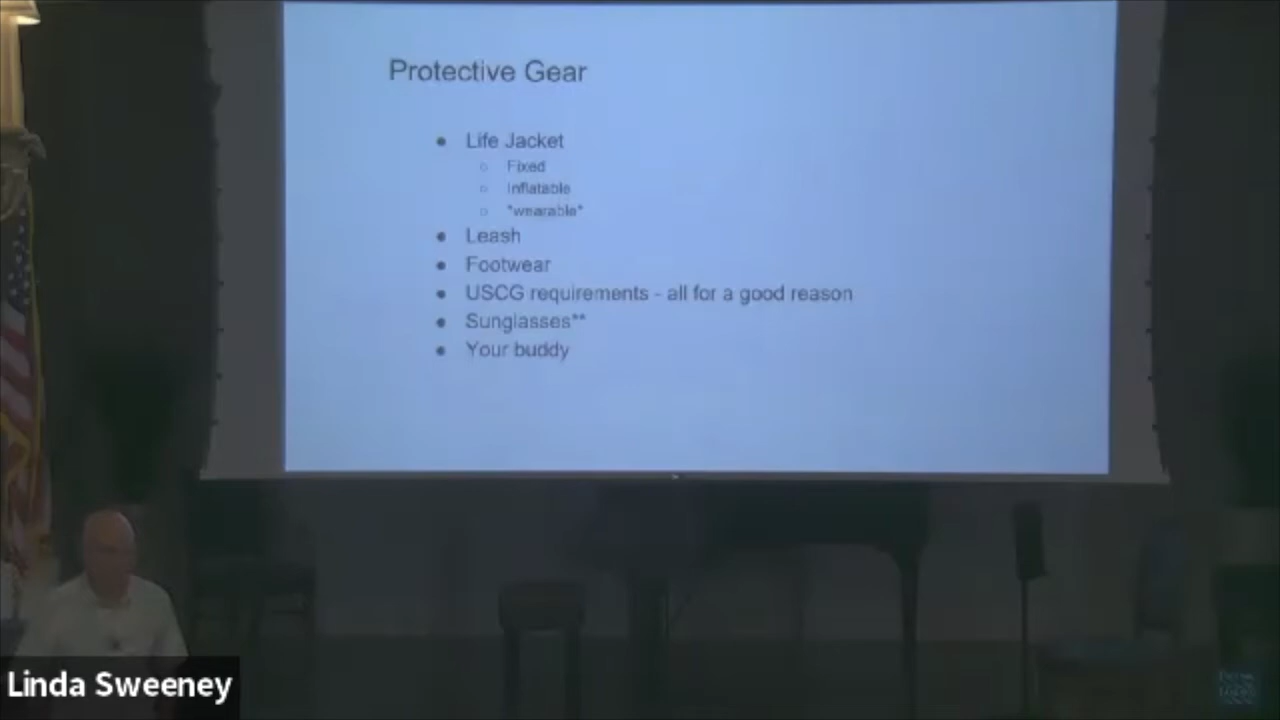 Protective Gear
● Life Jacket
○ Fixed
○ Inflatable
○ *wearable*
● Leash
● Footwear
● USCG requirements - all for a good reason
● Sunglasses**
● Your buddy
Linda Sweeney